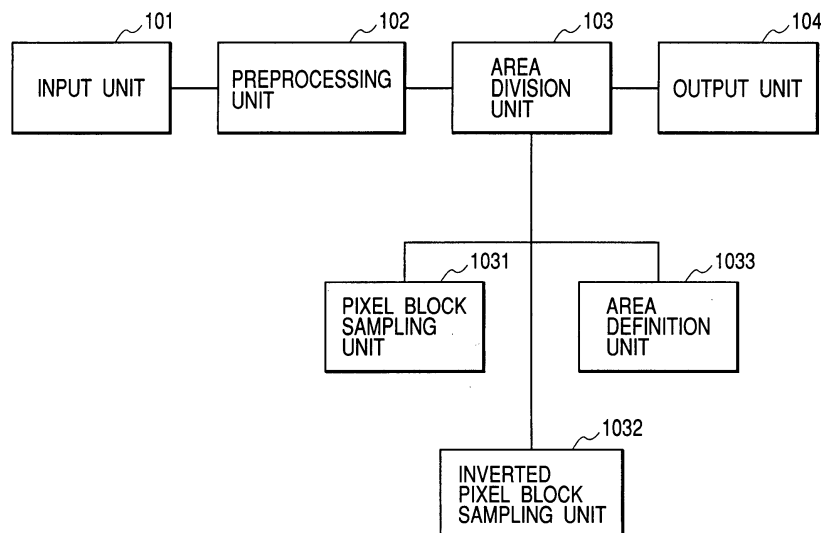 101
INPUT UNIT
102
PREPROCESSING
UNIT
103
AREA
DIVISION
UNIT
104
OUTPUT UNIT
1031
PIXEL BLOCK
SAMPLING
UNIT
1033
AREA
DEFINITION
UNIT
1032
INVERTED
PIXEL BLOCK
SAMPLING UNIT